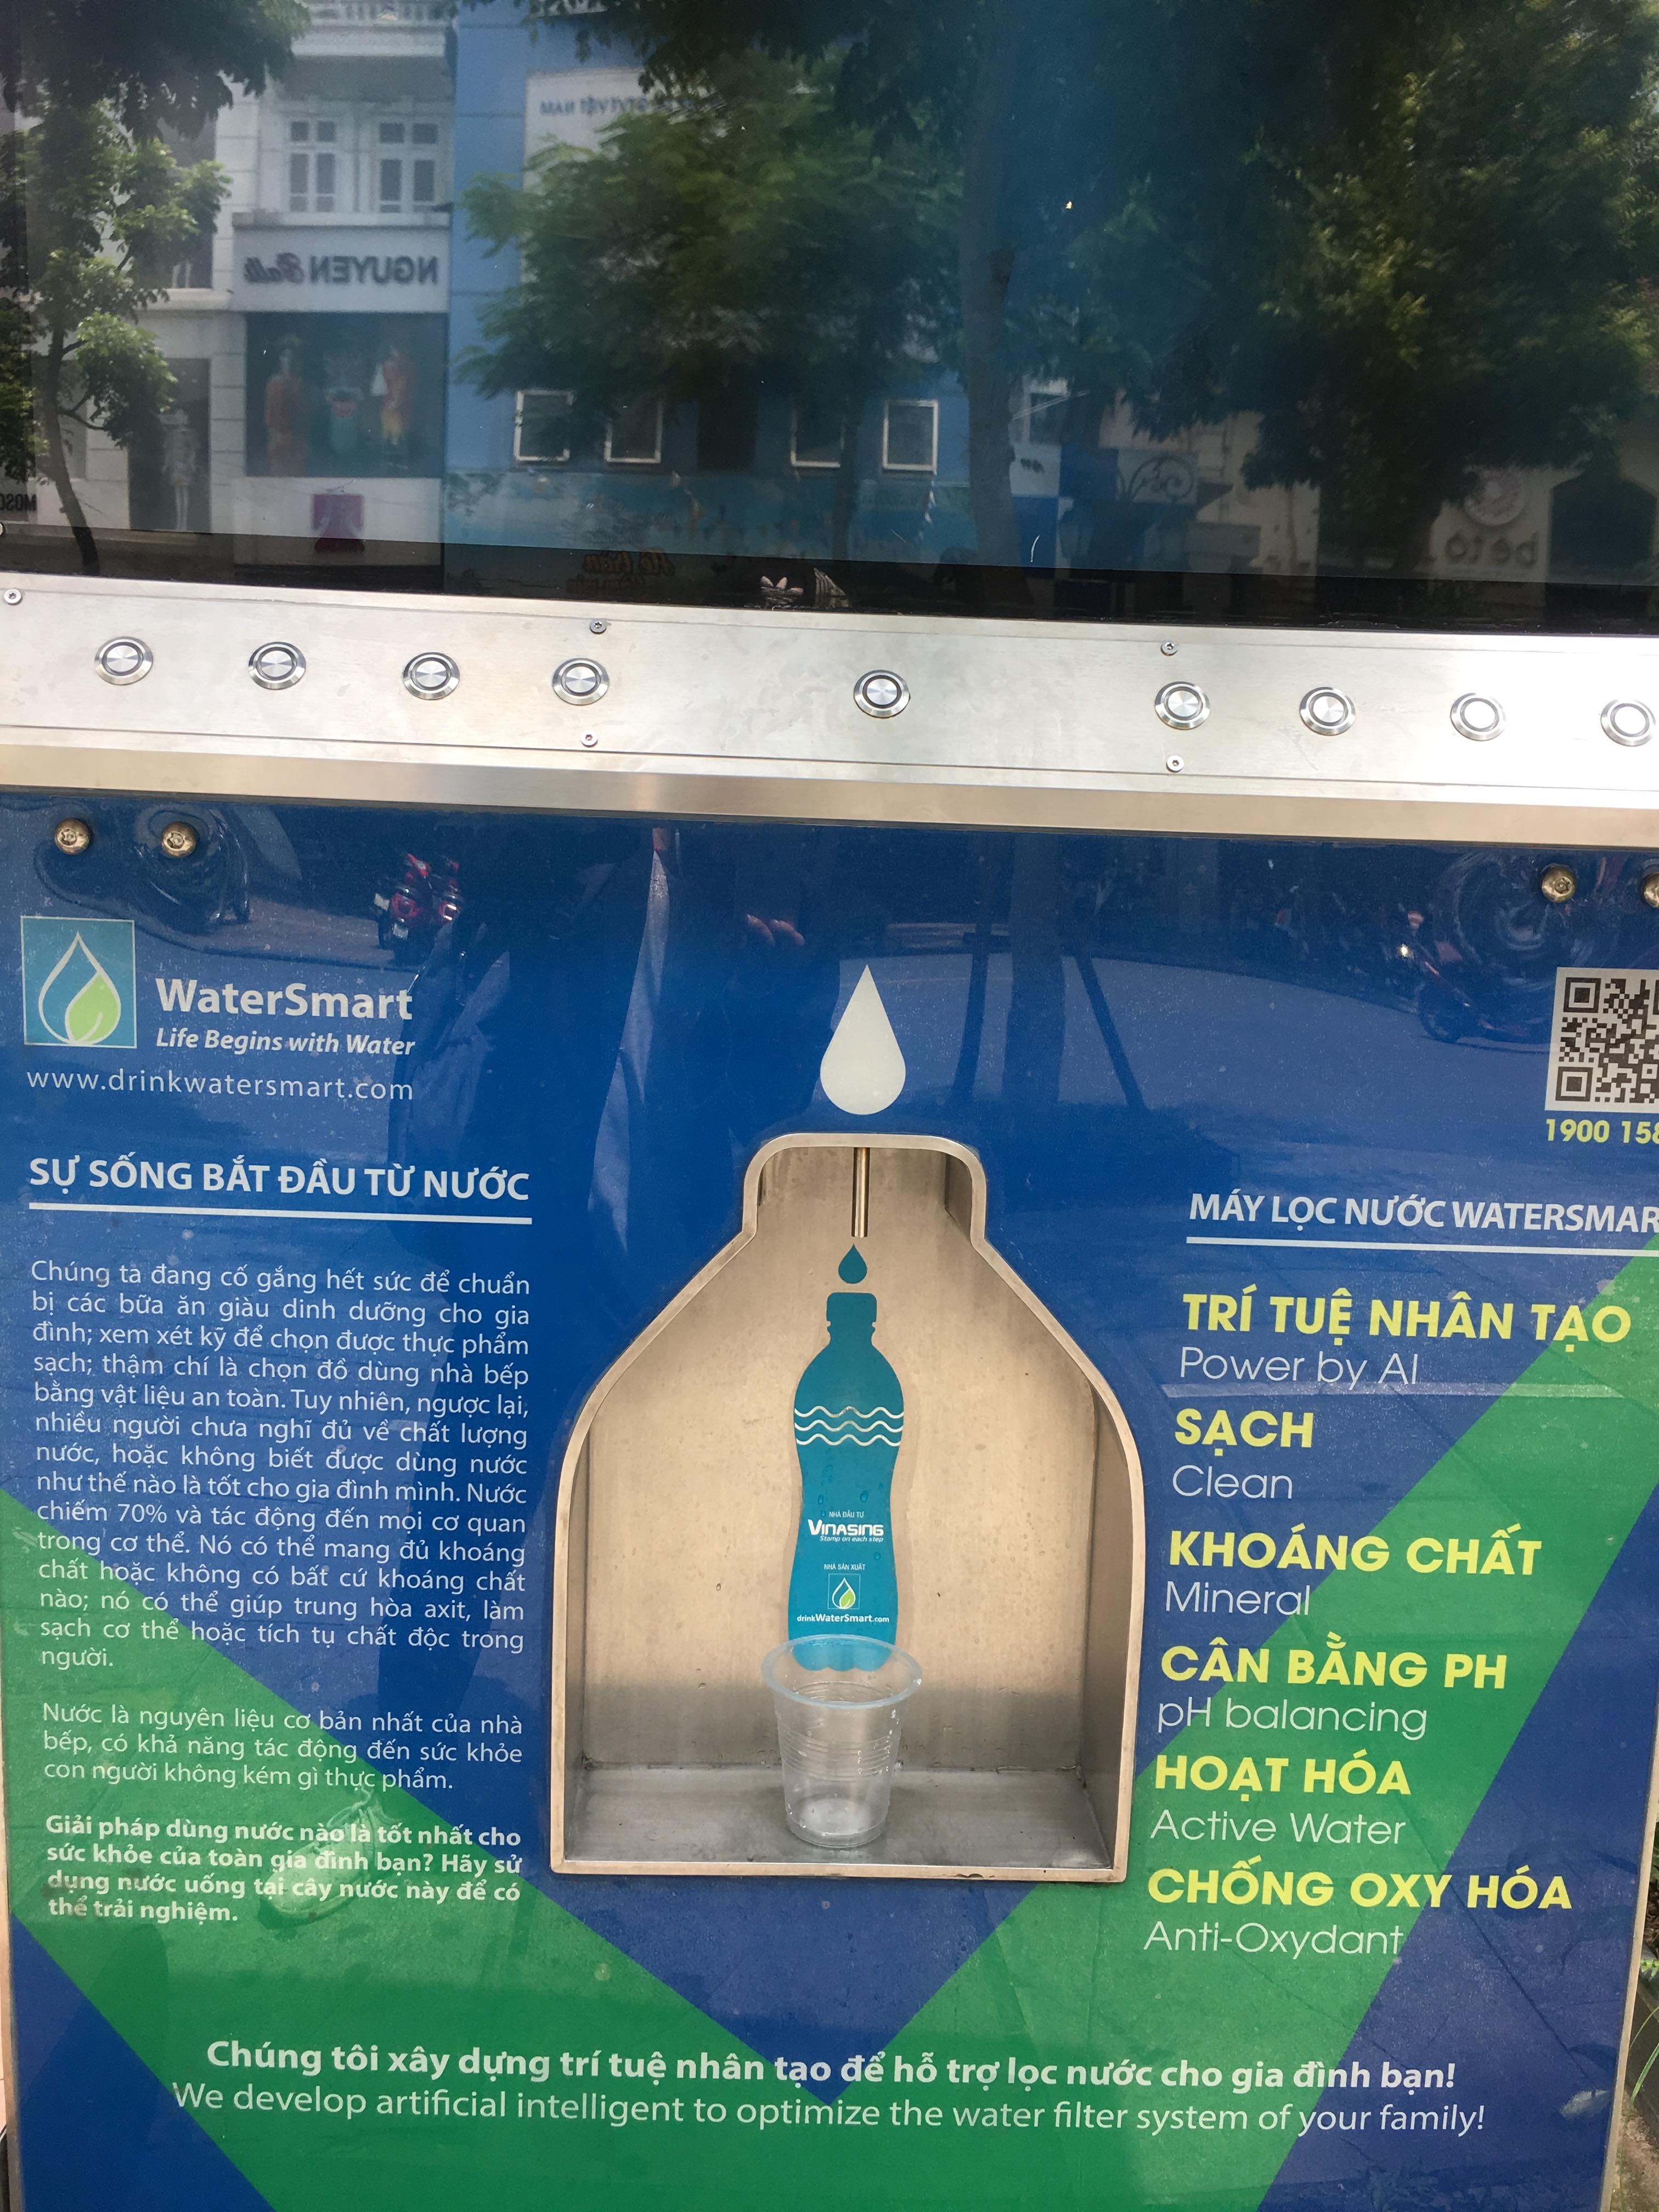 NGUYEN
beto
WaterSmart
Life Begins with Water
www.drinkwatersmart.com
1900 158
SỰ SỐNG BẮT ĐẦU TỪ NƯỚC
Chúng ta đang cố gắng hết sức để chuẩn
bị các bữa ăn giàu dinh dưỡng cho gia
đình; xem xét kỹ để chọn được thực phẩm
sạch; thậm chí là chọn đồ dùng nhà bếp
bằng vật liệu an toàn. Tuy nhiên, ngược lại,
nhiều người chưa nghĩ đủ về chất lượng
nước, hoặc không biết được dùng nước
như thế nào là tốt cho gia đình mình. Nước
chiếm 70% và tác động đến mọi cơ quan
trong cơ thể. Nó có thể mang đủ khoáng
chất hoặc không có bất cứ khoáng chất
nào; nó có thể giúp trung hòa axit, làm
sạch cơ thể hoặc tích tụ chất độc trong
người.
Nước là nguyên liệu cơ bản nhất của nhà
bếp, có khả năng tác động đến sức khỏe
con người không kém gì thực phẩm.
Giải pháp dùng nước nào là tốt nhất cho
sức khỏe của toàn gia đình bạn? Hãy sử
dụng nước uống tại cây nước này để có
thể trải nghiệm.
NHÀ ĐẦU TƯ
VINASING
Stamp on each step
NHÀ SẢN XUẤT
drinkWaterSmart.com
MÁY LỌC NƯỚC WATERSMAR
TRÍ TUỆ NHÂN TẠO
Power by AI
SẠCH
Clean
KHOÁNG CHẤT
Mineral
CÂN BẰNG PH
pH balancing
HOẠT HÓA
Active Water
CHỐNG OXY HÓA
Anti-Oxydant
Chúng tôi xây dựng trí tuệ nhân tạo để hỗ trợ lọc nước cho gia đình bạn!
We develop artificial intelligent to optimize the water filter system of your family!